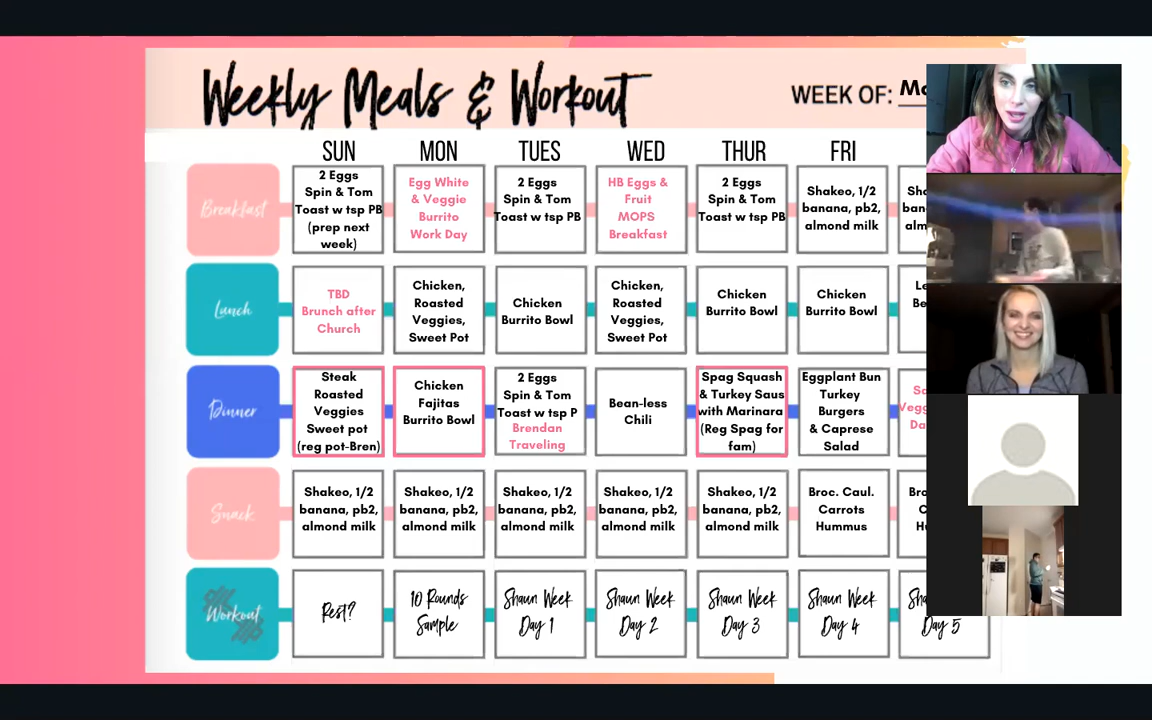 Weekly Meals & Workout
WEEK OF:
SUN MON TUES WED THUR FRI
Breakfast
2 Eggs
Spin & Tom
Toast w tsp PB
(prep next
week)
Egg White
& Veggie
Burrito
Work Day
2 Eggs
Spin & Tom
Toast w tsp PB
HB Eggs &
Fruit
MOPS
Breakfast
2 Eggs
Spin & Tom
Toast w tsp PB
Shakeo, 1/2
banana, pb2,
almond milk
Lunch
TBD
Brunch after
Church
Chicken,
Roasted
Veggies,
Sweet Pot
Chicken
Burrito Bowl
Chicken,
Roasted
Veggies,
Sweet Pot
Chicken
Burrito Bowl
Chicken
Burrito Bowl
Dinner
Steak
Roasted
Veggies
Sweet pot
(reg pot-Bren)
Chicken
Fajitas
Burrito Bowl
2 Eggs
Spin & Tom
Toast w tsp P
Brendan
Traveling
Bean-less
Chili
Spag Squash
& Turkey Saus
with Marinara
(Reg Spag for
fam)
Eggplant Bun
Turkey
Burgers
& Caprese
Salad
Snack
Shakeo, 1/2
banana, pb2,
almond milk
Shakeo, 1/2
banana, pb2,
almond milk
Shakeo, 1/2
banana, pb2,
almond milk
Shakeo, 1/2
banana, pb2,
almond milk
Shakeo, 1/2
banana, pb2,
almond milk
Broc. Caul.
Carrots
Hummus
Workout
Rest?
10 Rounds
Sample
Shaun Week
Day 1
Shaun Week
Day 2
Shaun Week
Day 3
Shaun Week
Day 4
Day 5